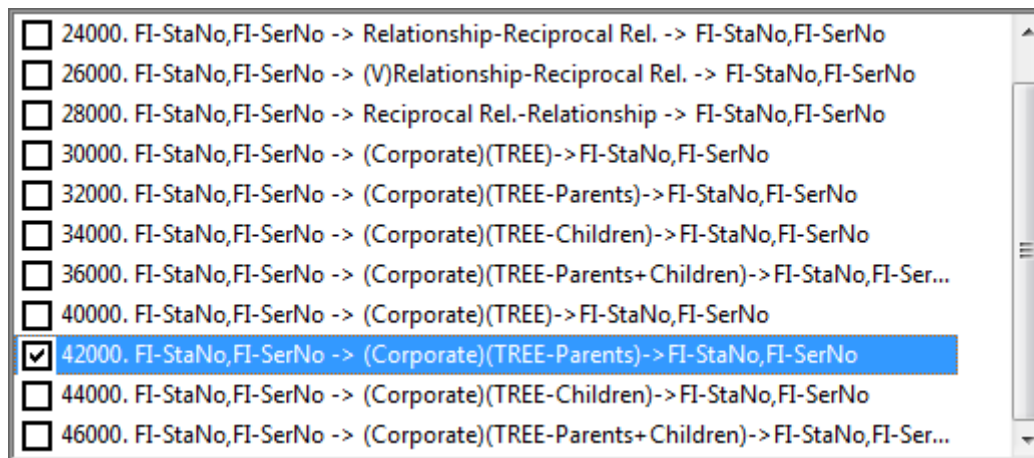 24000. FI-StaNo,FI-SerNo -> Relationship-Reciprocal Rel. -> FI-StaNo,FI-SerNo
26000. FI-StaNo,FI-SerNo -> (V)Relationship-Reciprocal Rel. -> FI-StaNo,FI-SerNo
28000. FI-StaNo,FI-SerNo -> Reciprocal Rel.-Relationship -> FI-StaNo,FI-SerNo
30000. FI-StaNo,FI-SerNo -> (Corporate)(TREE)->FI-StaNo,FI-SerNo
32000. FI-StaNo,FI-SerNo -> (Corporate)(TREE-Parents)->FI-StaNo,FI-SerNo
34000. FI-StaNo,FI-SerNo -> (Corporate)(TREE-Children)->FI-StaNo,FI-SerNo
36000. FI-StaNo,FI-SerNo -> (Corporate)(TREE-Parents+Children)->FI-StaNo,FI-Ser...
40000. FI-StaNo,FI-SerNo -> (Corporate)(TREE)->FI-StaNo,FI-SerNo
42000. FI-StaNo,FI-SerNo -> (Corporate)(TREE-Parents)->FI-StaNo,FI-SerNo
44000. FI-StaNo,FI-SerNo -> (Corporate)(TREE-Children)->FI-StaNo,FI-SerNo
46000. FI-StaNo,FI-SerNo -> (Corporate)(TREE-Parents+Children)->FI-StaNo,FI-Ser...